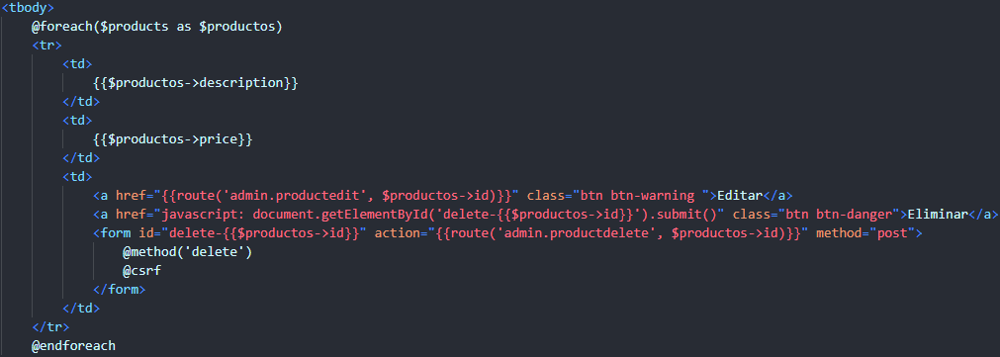 <tbody>
@foreach($products as $productos)
<tr>
<td>
{{$productos->description}}
</td>
<td>
{{$productos->price}}
</td>
<td>
<a href="{{route('admin.productedit', $productos->id)}}" class="btn btn-warning ">Editar</a>
<a href="javascript: document.getElementById('delete-{{$productos->id}}').submit()" class="btn btn-danger">Eliminar</a>
<form id="delete-{{$productos->id}}" action="{{route('admin.productdelete', $productos->id)}}" method="post">
@method('delete')
@csrf
</form>
</td>
</tr>
@endforeach